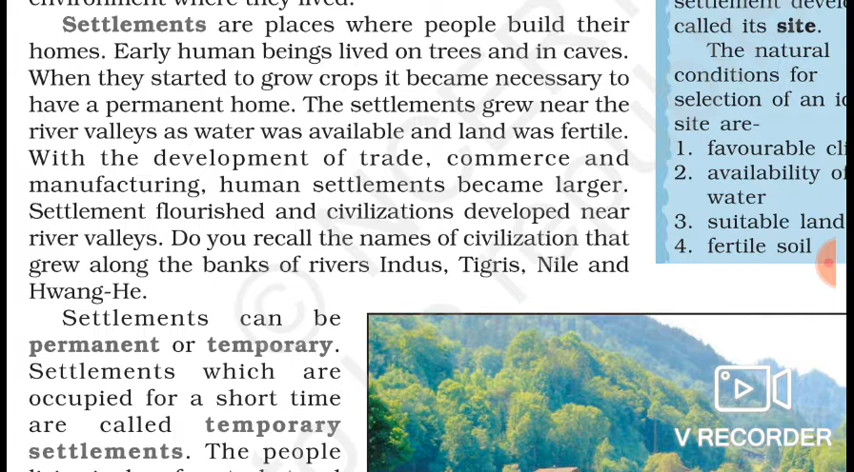 Settlements are places where people build their
homes. Early human beings lived on trees and in caves.
When they started to grow crops it became necessary to
have a permanent home. The settlements grew near the
river valleys as water was available and land was fertile.
With the development of trade, commerce and
manufacturing, human settlements became larger.
Settlement flourished and civilizations developed near
river valleys. Do you recall the names of civilization that
grew along the banks of rivers Indus, Tigris, Nile and
Hwang-He.
Settlements can be
permanent or temporary.
Settlements which are
occupied for a short time
are called temporary
settlements. The people
called its site.
The natural
conditions for
selection of an
site are-
1. favourable
2. availability
water
3. suitable land
4. fertile soil
© NCERT
V RECORDER